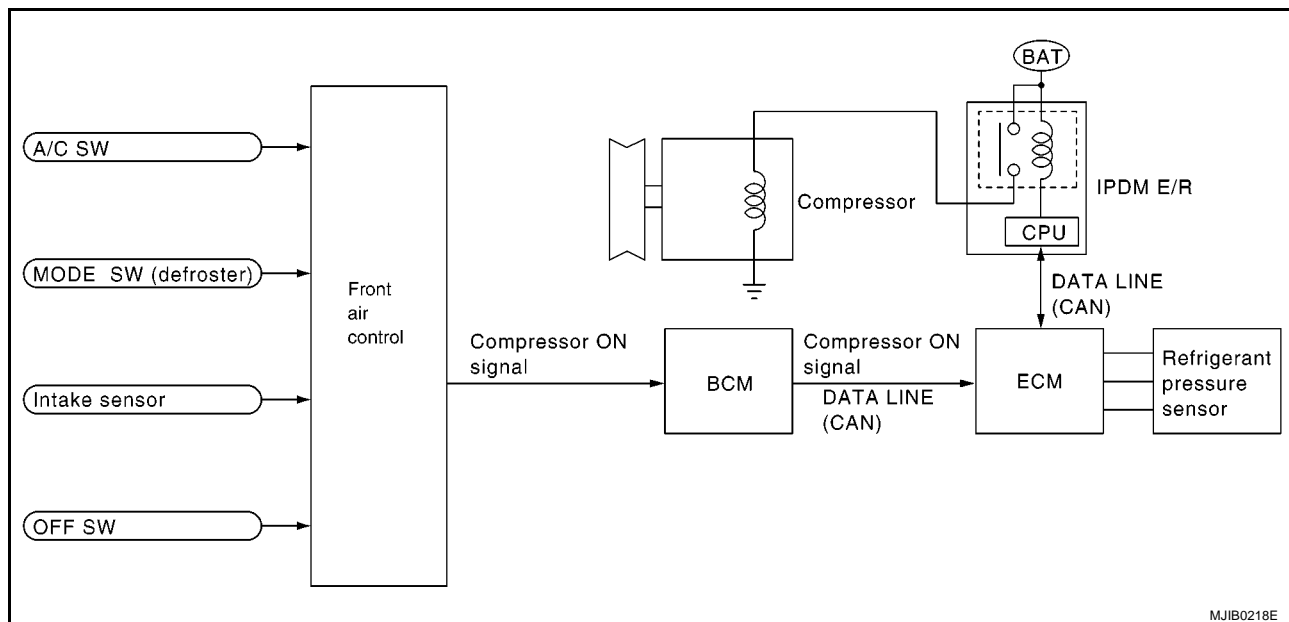 BAT
A/C SW
MODE SW (defroster)
Intake sensor
OFF SW
Front
air
control
Compressor
IPDM E/R
CPU
DATA LINE
(CAN)
Compressor ON
signal
BCM
Compressor ON
signal
DATA LINE
(CAN)
ECM
Refrigerant
pressure
sensor
MJIB0218E